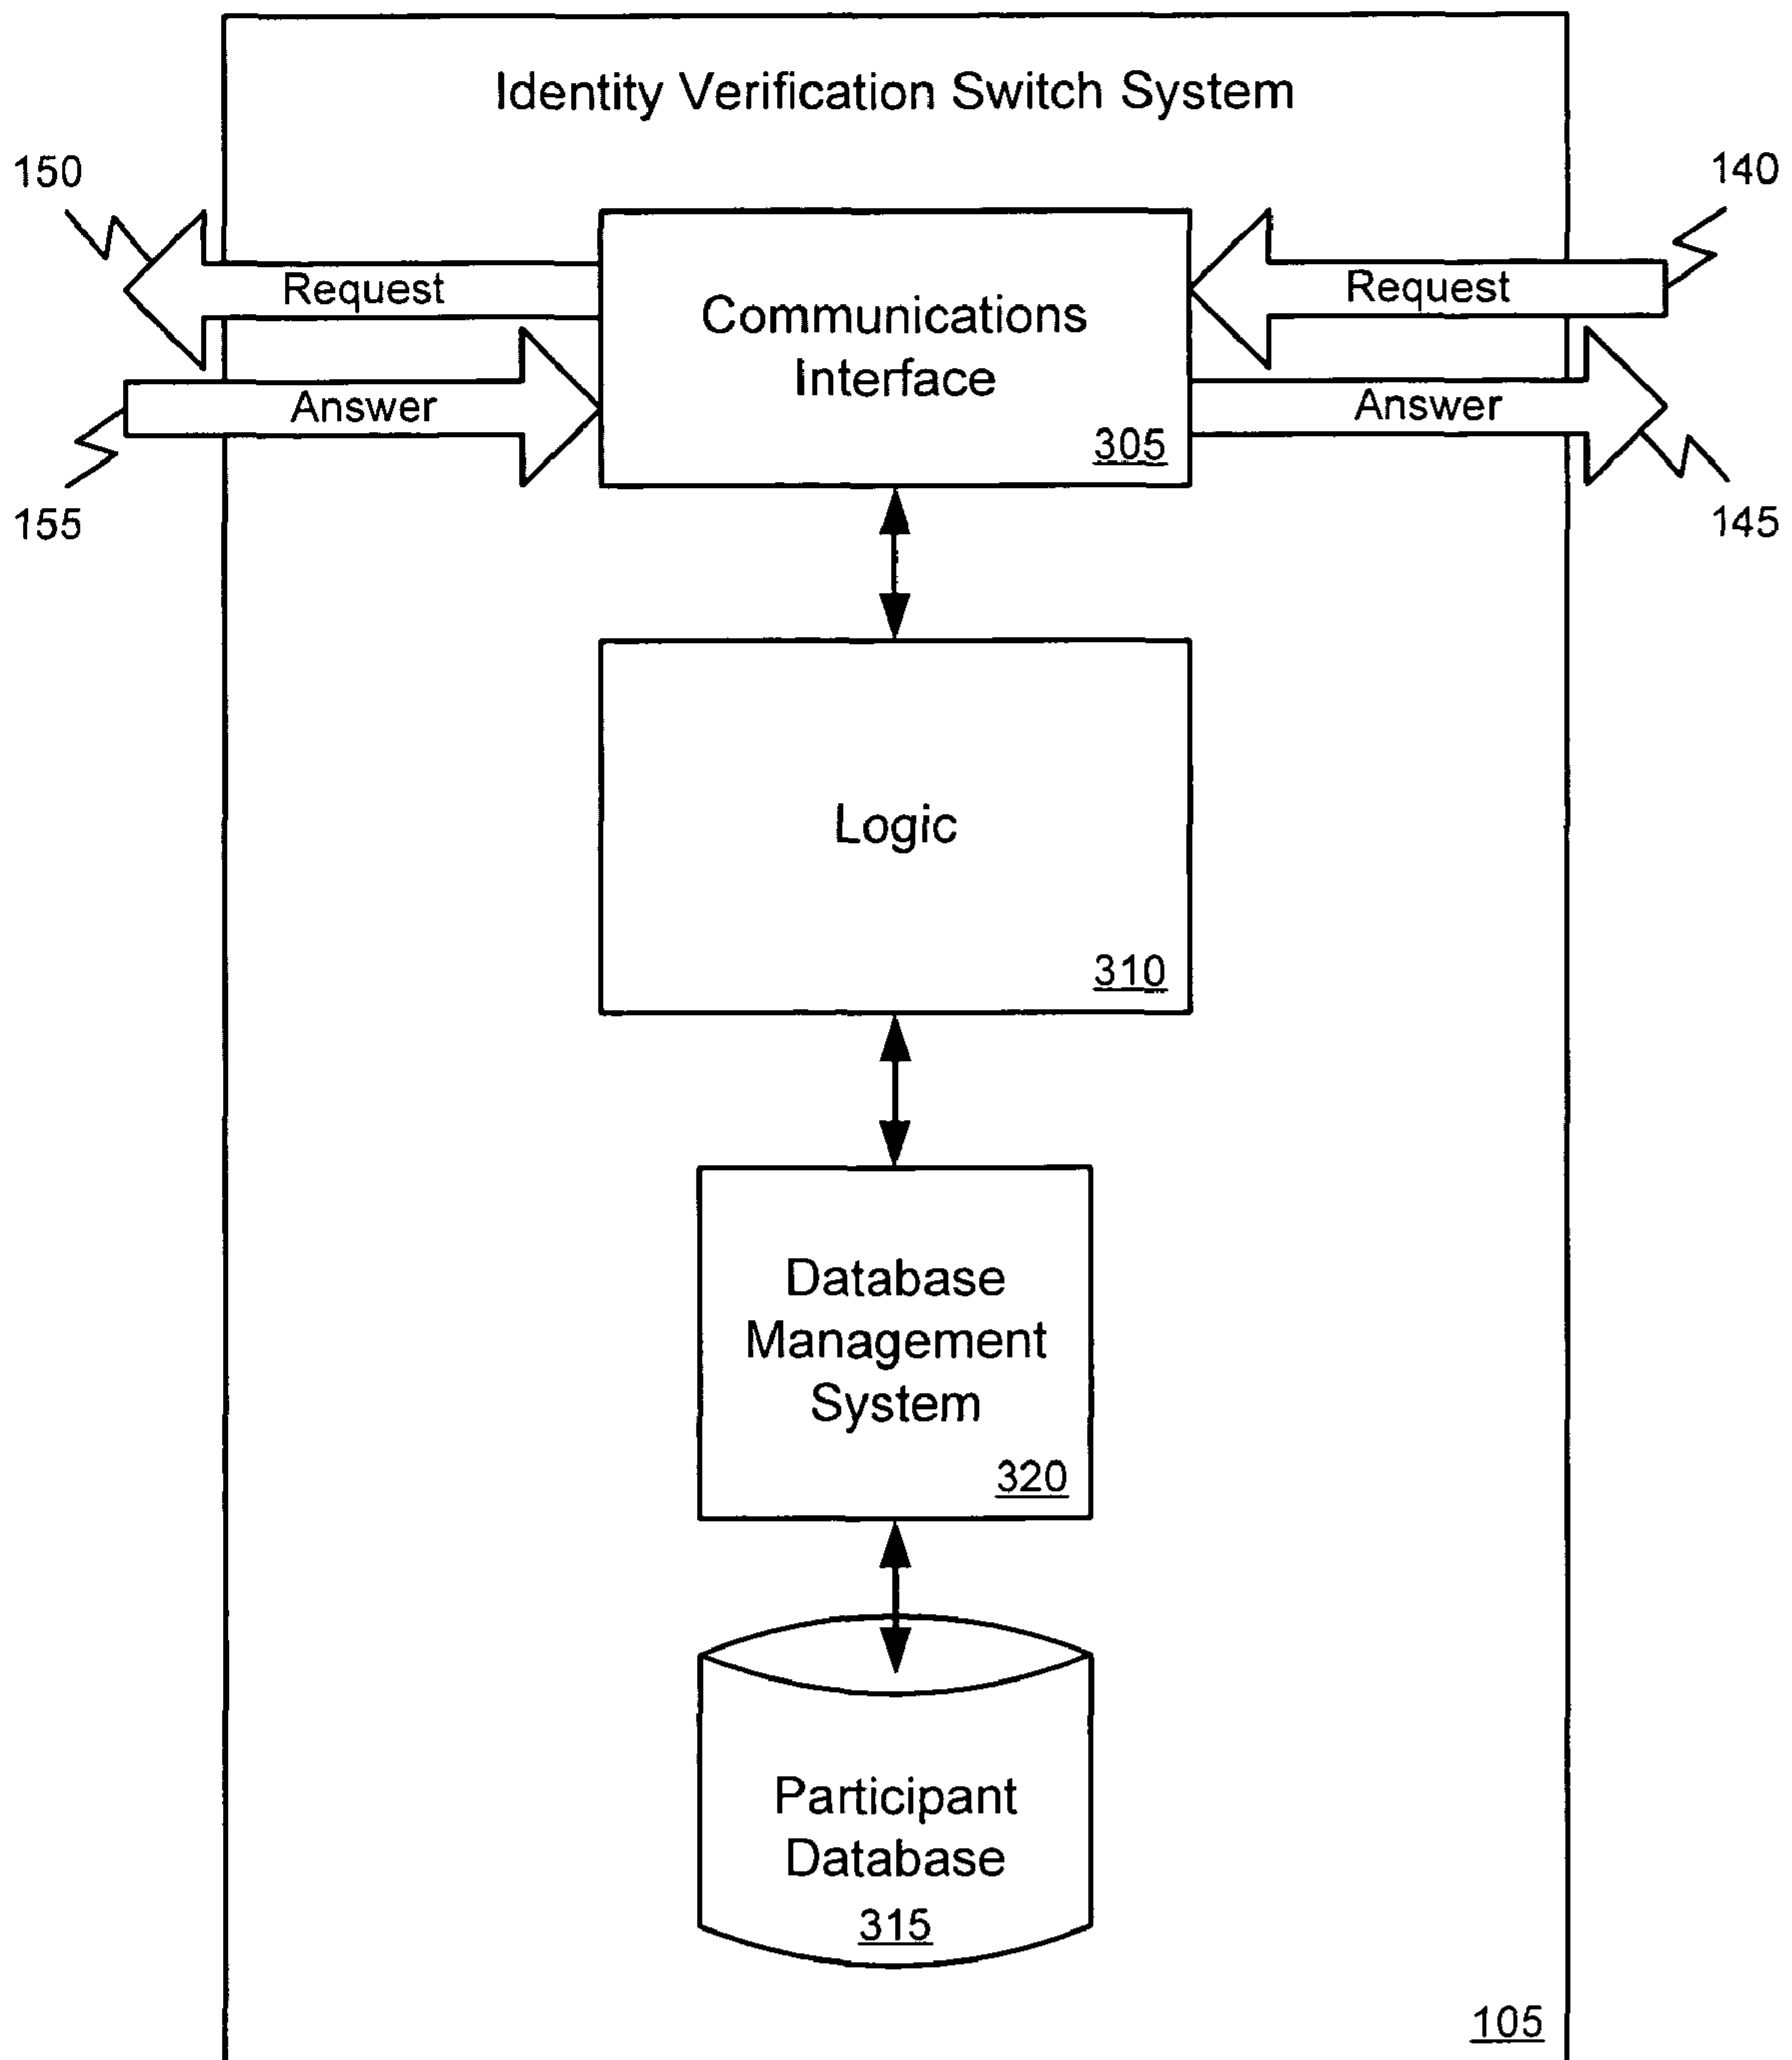 Identity Verification Switch System
150
140
Request
Request
Communications
Interface
305
Answer
Answer
155
145
Logic
310
Database
Management
System
320
Participant
Database
315
105